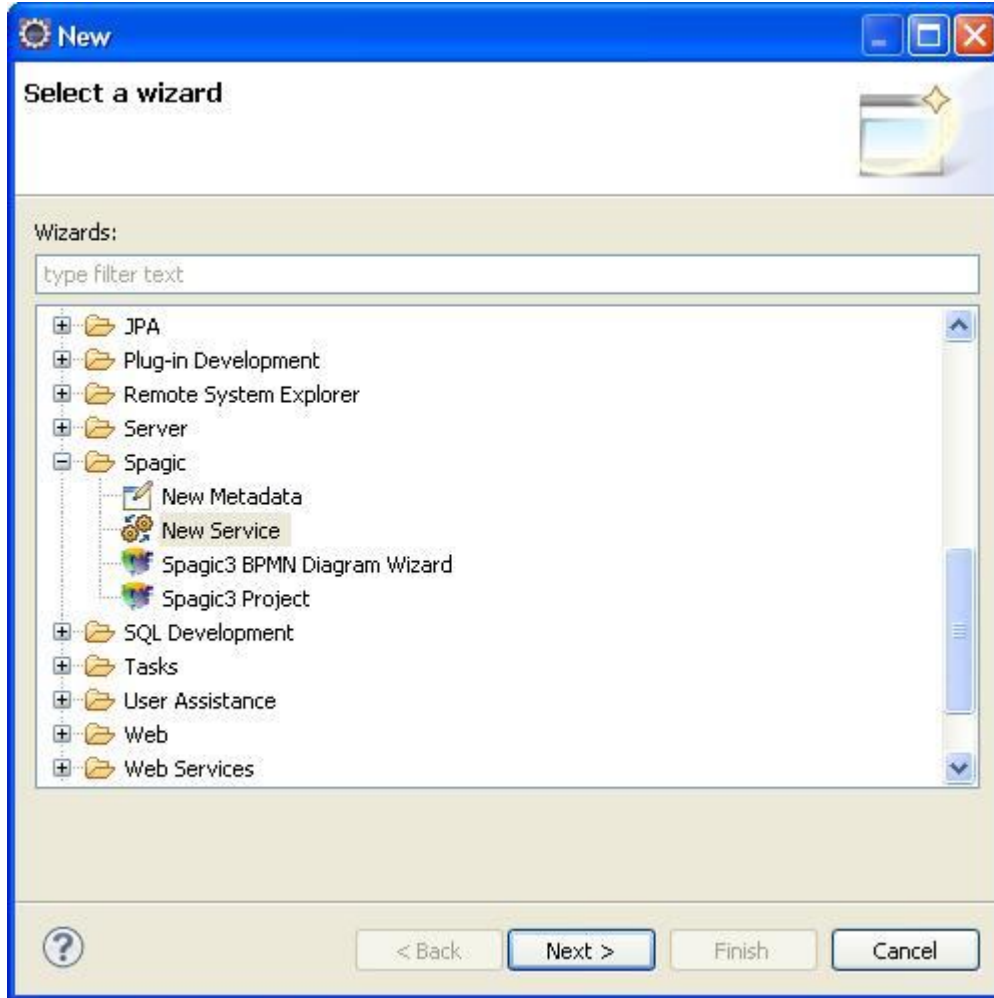 New
Select a wizard
Wizards:
type filter text
JPA
Plug-in Development
Remote System Explorer
Server
Spagic
New Metadata
New Service
Spagic3 BPMN Diagram Wizard
Spagic3 Project
SQL Development
Tasks
User Assistance
Web
Web Services
? < Back Next > Finish Cancel